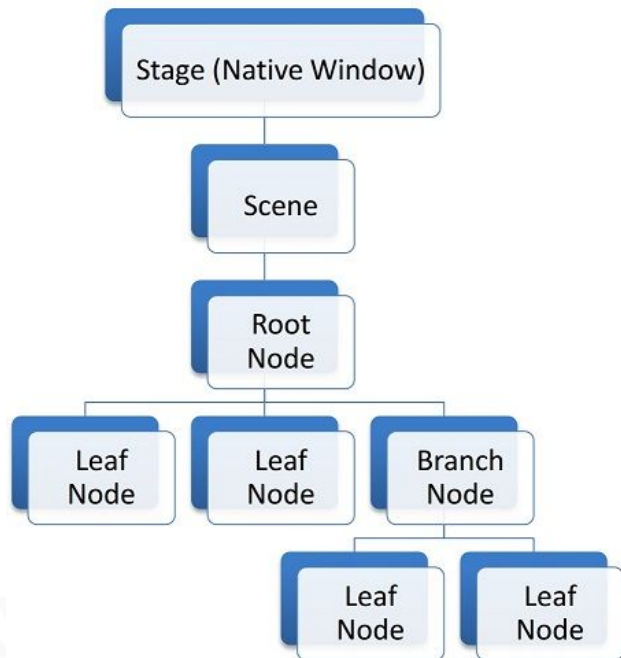 Stage (Native Window)
Scene
Root
Node
Leaf
Node
Leaf
Node
Branch
Node
Leaf
Node
Leaf
Node